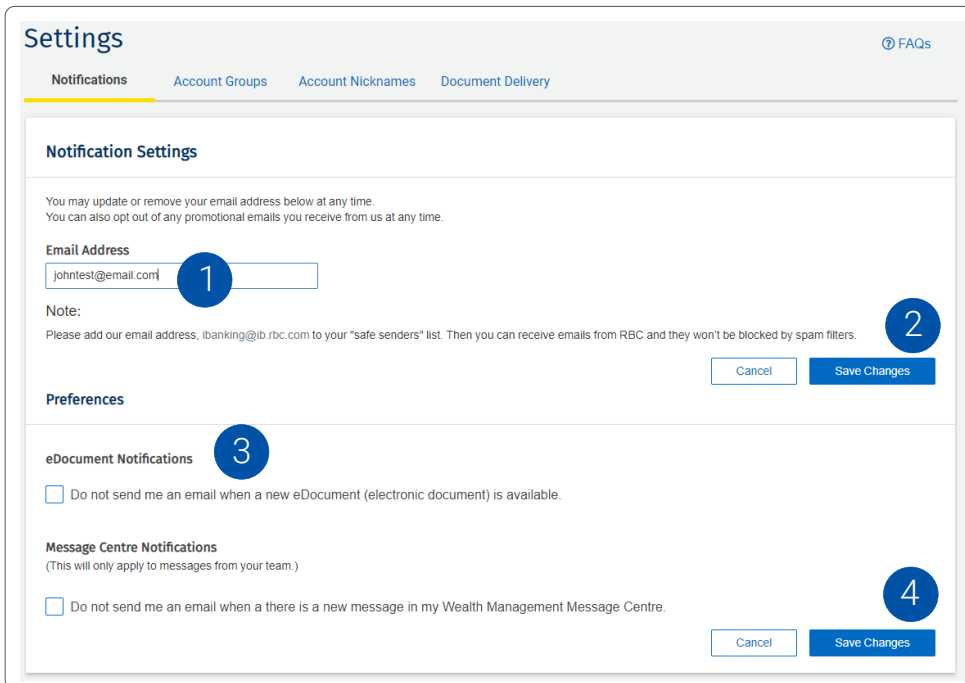 Settings
? FAQs
Notifications Account Groups Account Nicknames Document Delivery
Notification Settings
You may update or remove your email address below at any time.
You can also opt out of any promotional emails you receive from us at any time.
Email Address
johntest@email.com
1
Note:
Please add our email address, ibanking@ib.rbc.com to your "safe senders" list. Then you can receive emails from RBC and they won't be blocked by spam filters.
2
Cancel Save Changes
Preferences
eDocument Notifications
3
Do not send me an email when a new eDocument (electronic document) is available.
Message Centre Notifications
(This will only apply to messages from your team.)
Do not send me an email when a there is a new message in my Wealth Management Message Centre.
4
Cancel Save Changes